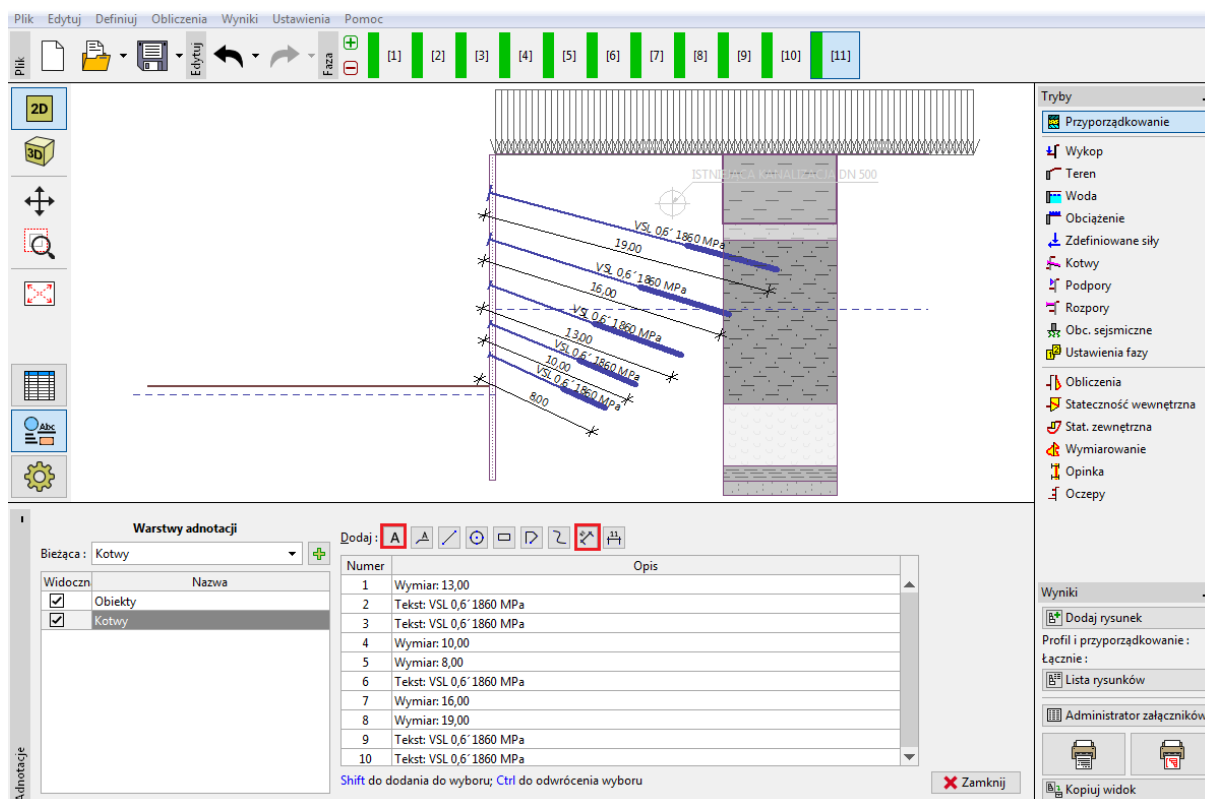 Plik Edytuj Definiuj Obliczenia Wyniki Ustawienia Pomoc
Plik
Edytuj
Faza
[1] [2] [3] [4] [5] [6] [7] [8] [9] [10] [11]
2D
3D
Abc
ISTNIEJĄCA KANALIZACJA DN 500
VSL 0,6´ 1860 MPa
19,00
VSL 0,6´ 1860 MPa
16,00
VSL 0,6´ 1860 MPa
13,00
VSL 0,6´ 1860 MPa
10,00
VSL 0,6´ 1860 MPa
8,00
Tryby
Przyporządkowanie
Wykop
Teren
Woda
Obciążenie
Zdefiniowane siły
Kotwy
Podpory
Rozpory
Obc. sejsmiczne
Ustawienia fazy
Obliczenia
Stateczność wewnętrzna
Stat. zewnętrzna
Wymiarowanie
Opinka
Oczepy
Adnotacje
Warstwy adnotacji
Bieżąca : Kotwy
Widoczn Nazwa
Obiekty
Kotwy
Dodaj : A A 11
Numer Opis
1 Wymiar: 13,00
2 Tekst: VSL 0,6´ 1860 MPa
3 Tekst: VSL 0,6´ 1860 MPa
4 Wymiar: 10,00
5 Wymiar: 8,00
6 Tekst: VSL 0,6´ 1860 MPa
7 Wymiar: 16,00
8 Wymiar: 19,00
9 Tekst: VSL 0,6´ 1860 MPa
10 Tekst: VSL 0,6´ 1860 MPa
Shift do dodania do wyboru; Ctrl do odwrócenia wyboru
Zamknij
Wyniki
Dodaj rysunek
Profil i przyporządkowanie :
Łącznie :
Lista rysunków
Administrator załączników
Kopiuj widok